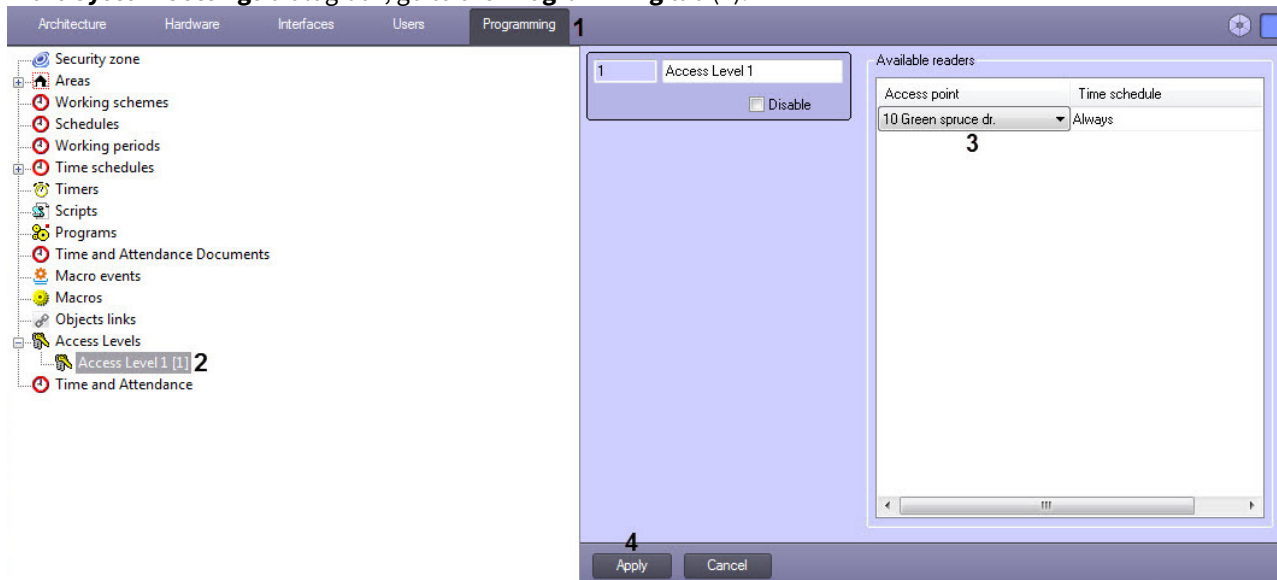 Architecture Hardware Interfaces Users Programming 1
Security zone
Areas
Working schemes
Schedules
Working periods
Time schedules
Timers
Scripts
Programs
Time and Attendance Documents
Macro events
Macros
Objects links
Access Levels
Access Level 1 [1] 2
Time and Attendance
1 Access Level 1
Disable
Available readers
Access point Time schedule
10 Green spruce dr. Always
3
4
Apply Cancel